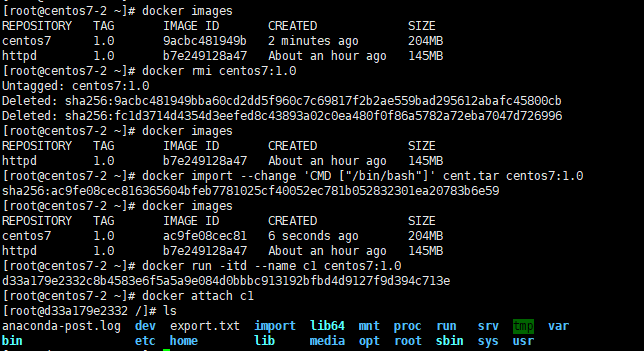 [root@centos7-2 ~]# docker images
REPOSITORY TAG IMAGE ID CREATED SIZE
centos7 1.0 9acbc481949b 2 minutes ago 204MB
httpd 1.0 b7e249128a47 About an hour ago 145MB
[root@centos7-2 ~]# docker rmi centos7:1.0
Untagged: centos7:1.0
Deleted: sha256:9acbc481949bba60cd2dd5f960c7c69817f2b2ae559bad295612abafc45800cb
Deleted: sha256:fc1d3714d4354d3eefed8c43893a02c0ea480f0f86a5782a72eba7047d726996
[root@centos7-2 ~]# docker images
REPOSITORY TAG IMAGE ID CREATED SIZE
httpd 1.0 b7e249128a47 About an hour ago 145MB
[root@centos7-2 ~]# docker import --change 'CMD ["/bin/bash"]' cent.tar centos7:1.0
sha256:ac9fe08cec816365604bfeb7781025cf40052ec781b052832301ea20783b6e59
[root@centos7-2 ~]# docker images
REPOSITORY TAG IMAGE ID CREATED SIZE
centos7 1.0 ac9fe08cec81 6 seconds ago 204MB
httpd 1.0 b7e249128a47 About an hour ago 145MB
[root@centos7-2 ~]# docker run -itd --name c1 centos7:1.0
d33a179e2332c8b4583e6f5a5a9e084d0bbbc913192bfbd4d9127f9d394c713e
[root@centos7-2 ~]# docker attach c1
[root@d33a179e2332 /]# ls
anaconda-post.log dev export.txt import lib64 mnt proc run srv tmp var
bin etc home lib media opt root sbin sys usr